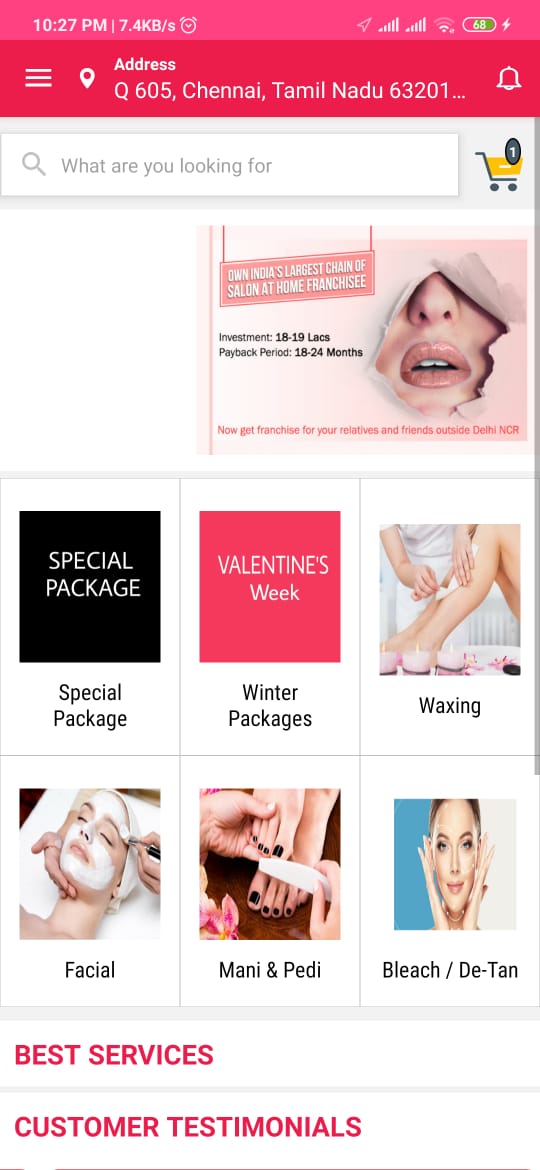 10:27 PM | 7.4KB/s
68
Address
Q 605, Chennai, Tamil Nadu 63201...
What are you looking for
1
OWN INDIA'S LARGEST CHAIN OF
SALON AT HOME FRANCHISEE
Investment: 18-19 Lacs
Payback Period: 18-24 Months
Now get franchise for your relatives and friends outside Delhi NCR
SPECIAL
PACKAGE
VALENTINE'S
Week
Special
Package
Winter
Packages
Waxing
Facial
Mani & Pedi
Bleach / De-Tan
BEST SERVICES
CUSTOMER TESTIMONIALS